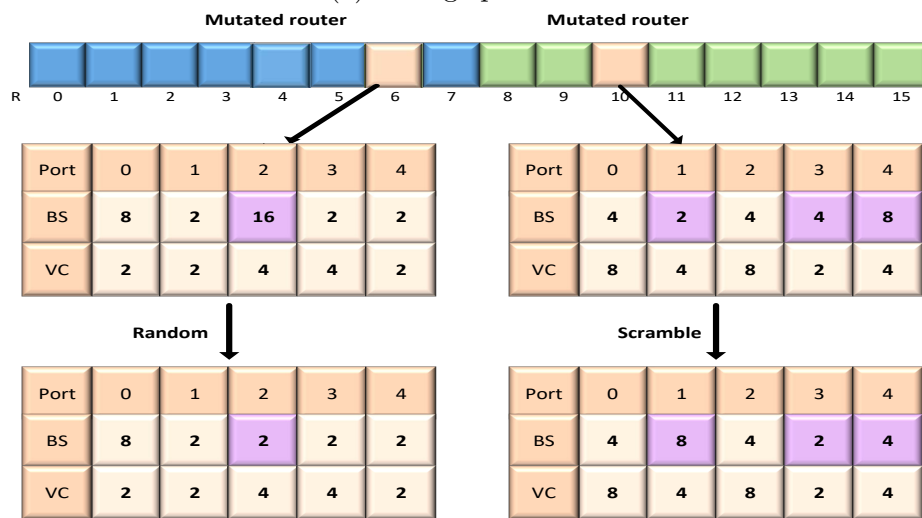 Mutated router Mutated router
R 0 1 2 3 4 5 6 7 8 9 10 11 12 13 14 15
Port 0 1 2 3 4 Port 0 1 2 3 4
BS 8 2 16 2 2 BS 4 2 4 4 8
VC 2 2 4 4 2 VC 8 4 8 2 4
Random Scramble
Port 0 1 2 3 4 Port 0 1 2 3 4
BS 8 2 2 2 2 BS 4 8 4 2 4
VC 2 2 4 4 2 VC 8 4 8 2 4